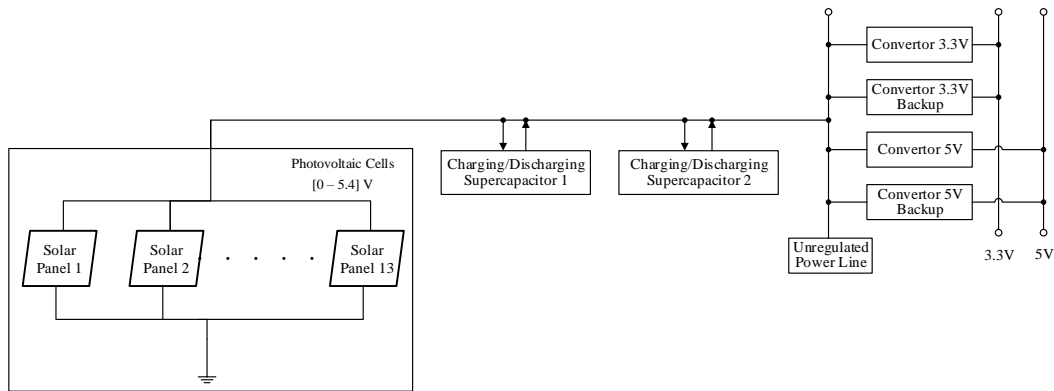 Photovoltaic Cells
[0 – 5.4] V
Solar
Panel 1
Solar
Panel 2
. . . . .
Solar
Panel 13
Charging/Discharging
Supercapacitor 1
Charging/Discharging
Supercapacitor 2
Convertor 3.3V
Convertor 3.3V
Backup
Convertor 5V
Convertor 5V
Backup
Unregulated
Power Line
3.3V
5V